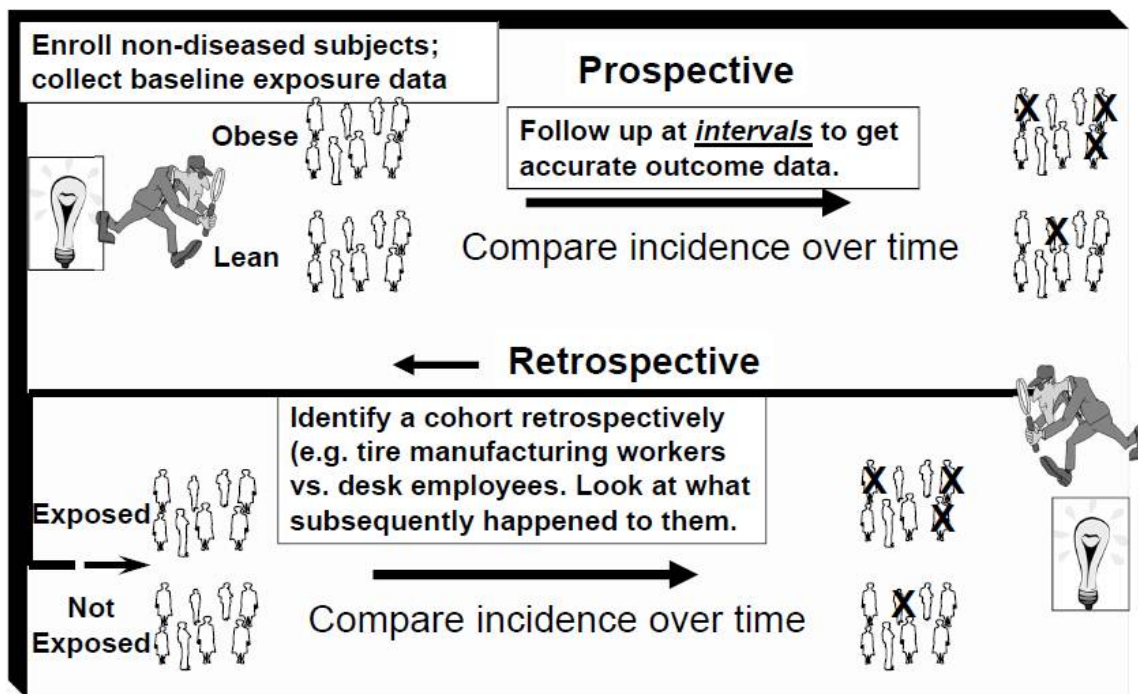 Enroll non-diseased subjects;
collect baseline exposure data
Prospective
Obese
Follow up at intervals to get
accurate outcome data.
Lean
Compare incidence over time
X X
X
X
Retrospective
Identify a cohort retrospectively
(e.g. tire manufacturing workers
vs. desk employees. Look at what
subsequently happened to them.
Exposed
Not
Exposed
Compare incidence over time
X X
X
X